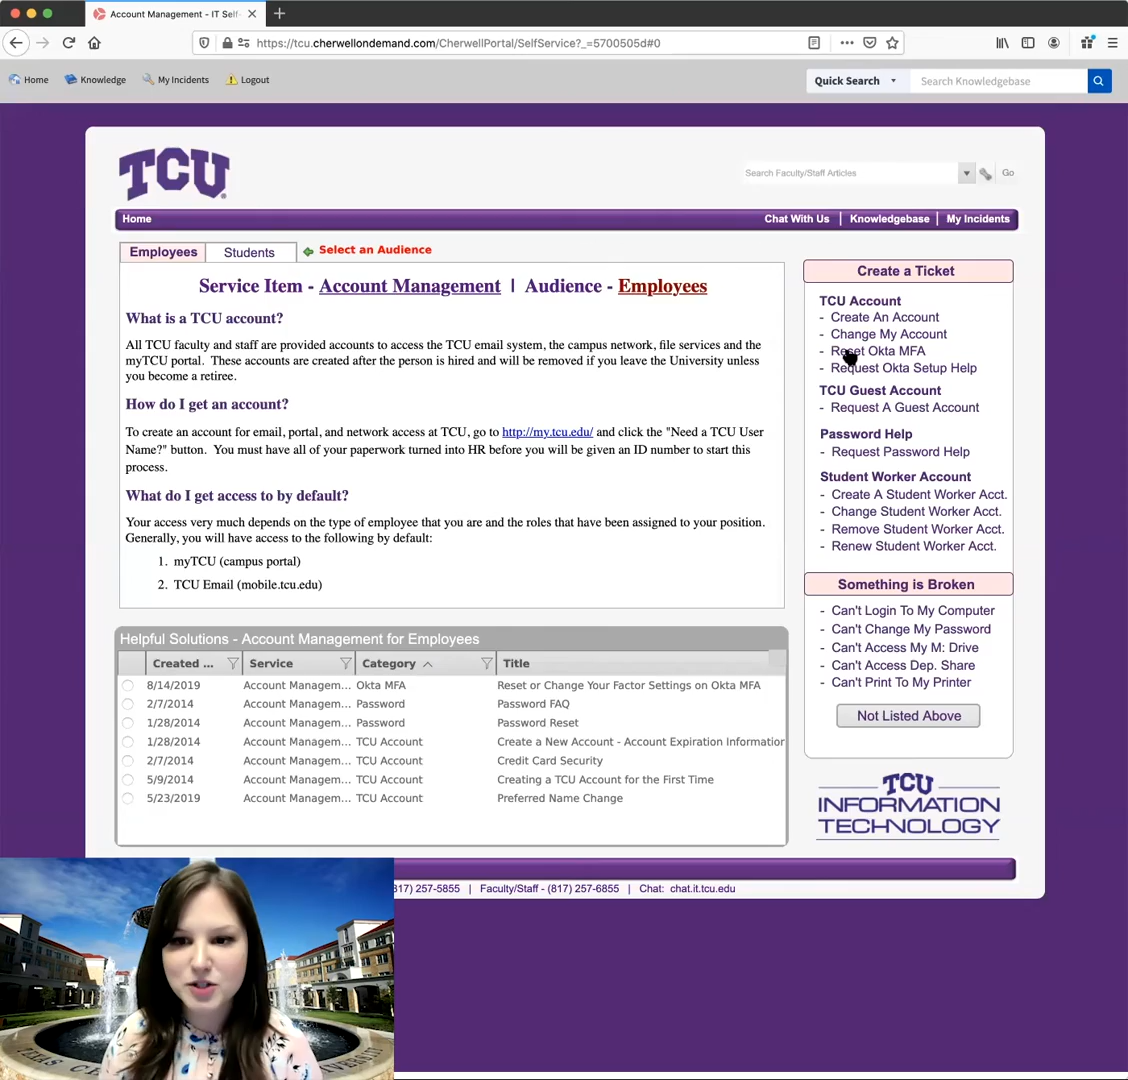 Account Management - IT Self-
https://tcu.cherwellondemand.com/CherwellPortal/SelfService?_=5700505d#0
Home Knowledge My Incidents Logout
Quick Search Search Knowledgebase
TCU
Search Faculty/Staff Articles Go
Home Chat With Us Knowledgebase My Incidents
Employees Students Select an Audience
Service Item - Account Management | Audience - Employees
What is a TCU account?
All TCU faculty and staff are provided accounts to access the TCU email system, the campus network, file services and the
myTCU portal. These accounts are created after the person is hired and will be removed if you leave the University unless
you become a retiree.
How do I get an account?
To create an account for email, portal, and network access at TCU, go to http://my.tcu.edu/ and click the "Need a TCU User
Name?" button. You must have all of your paperwork turned into HR before you will be given an ID number to start this
process.
What do I get access to by default?
Your access very much depends on the type of employee that you are and the roles that have been assigned to your position.
Generally, you will have access to the following by default:
1. myTCU (campus portal)
2. TCU Email (mobile.tcu.edu)
Create a Ticket
TCU Account
- Create An Account
- Change My Account
- Reset Okta MFA
- Request Okta Setup Help
TCU Guest Account
- Request A Guest Account
Password Help
- Request Password Help
Student Worker Account
- Create A Student Worker Acct.
- Change Student Worker Acct.
- Remove Student Worker Acct.
- Renew Student Worker Acct.
Something is Broken
- Can't Login To My Computer
- Can't Change My Password
- Can't Access My M: Drive
- Can't Access Dep. Share
- Can't Print To My Printer
Not Listed Above
Helpful Solutions - Account Management for Employees
Created ... Service Category Title
8/14/2019 Account Managem... Okta MFA Reset or Change Your Factor Settings on Okta MFA
2/7/2014 Account Managem... Password Password FAQ
1/28/2014 Account Managem... Password Password Reset
1/28/2014 Account Managem... TCU Account Create a New Account - Account Expiration Information
2/7/2014 Account Managem... TCU Account Credit Card Security
5/9/2014 Account Managem... TCU Account Creating a TCU Account for the First Time
5/23/2019 Account Managem... TCU Account Preferred Name Change
TCU
INFORMATION
TECHNOLOGY
817) 257-5855 | Faculty/Staff - (817) 257-6855 | Chat: chat.it.tcu.edu